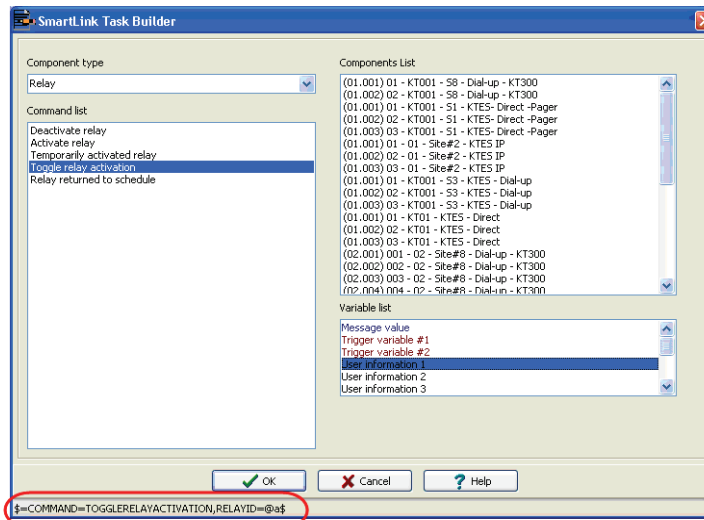 SmartLink Task Builder
Component type
Relay
Command list
Deactivate relay
Activate relay
Temporarily activated relay
Toggle relay activation
Relay returned to schedule
Components List
(01.001) 01 - KT001 - S8 - Dial-up - KT300
(01.002) 02 - KT001 - S8 - Dial-up - KT300
(01.001) 01 - KT001 - S1 - KTES- Direct -Pager
(01.002) 02 - KT001 - S1 - KTES- Direct -Pager
(01.003) 03 - KT001 - S1 - KTES- Direct -Pager
(01.001) 01 - 01 - Site#2 - KTES IP
(01.002) 02 - 01 - Site#2 - KTES IP
(01.003) 03 - 01 - Site#2 - KTES IP
(01.001) 01 - KT001 - S3 - KTES - Dial-up
(01.002) 02 - KT001 - S3 - KTES - Dial-up
(01.003) 03 - KT001 - S3 - KTES - Dial-up
(01.001) 01 - KT01 - KTES - Direct
(01.002) 02 - KT01 - KTES - Direct
(01.003) 03 - KT01 - KTES - Direct
(02.001) 001 - 02 - Site#8 - Dial-up - KT300
(02.002) 002 - 02 - Site#8 - Dial-up - KT300
(02.003) 003 - 02 - Site#8 - Dial-up - KT300
(02.004) 004 - 02 - Site#8 - Dial-up - KT300
Variable list
Message value
Trigger variable #1
Trigger variable #2
User information 1
User information 2
User information 3
OK
Cancel
Help
$=COMMAND=TOGGLERELAYACTIVATION,RELAYID=@a$